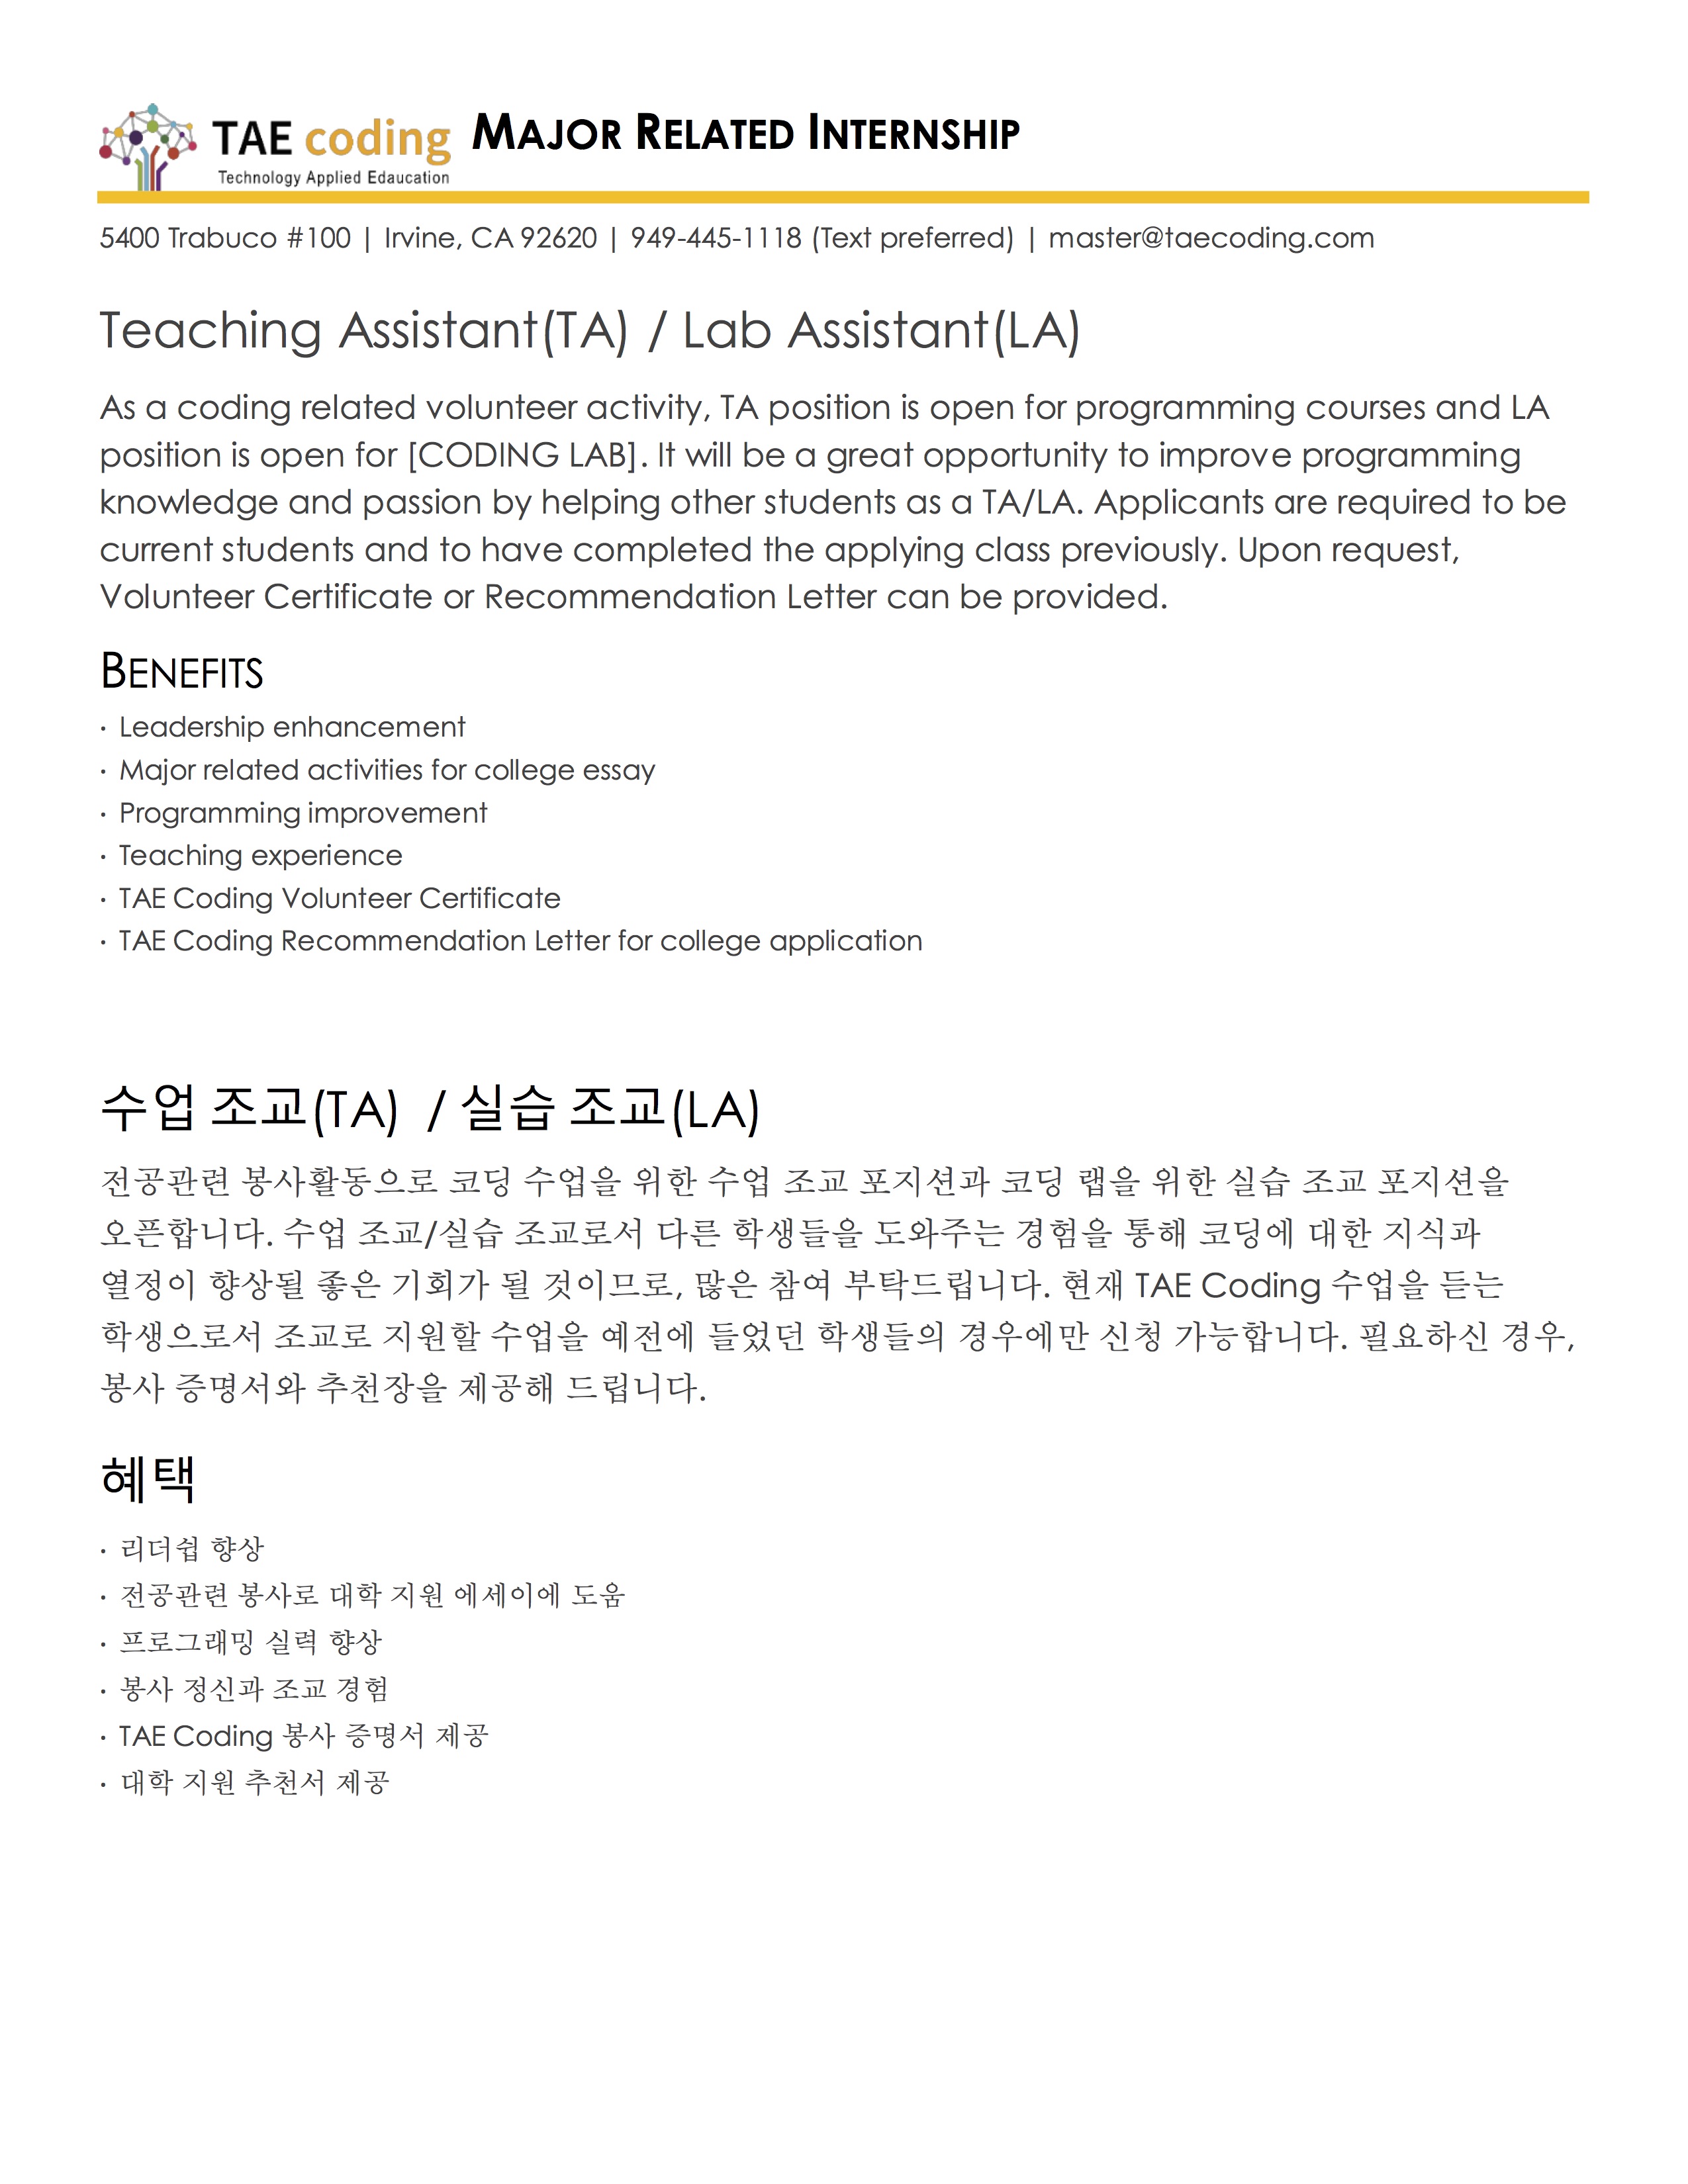 TAE coding MAJOR RELATED INTERNSHIP
Technology Applied Edaucation
5400 Trabuco #100 | Irvine, CA 92620 | 949-445-1118 (Text preferred) | master@taecoding.com
Teaching Assistant(TA) / Lab Assistant(LA)
As a coding related volunteer activity, TA position is open for programming courses and LA
position is open for [CODING LAB]. It will be a great opportunity to improve programming
knowledge and passion by helping other students as a TA/LA. Applicants are required to be
current students and to have completed the applying class previously. Upon request,
Volunteer Certificate or Recommendation Letter can be provided.
BENEFITS
· Leadership enhancement
· Major related activities for college essay
· Programming improvement
· Teaching experience
· TAE Coding Volunteer Certificate
· TAE Coding Recommendation Letter for college application
수업 조교(TA) / 실습 조교(LA)
전공관련 봉사활동으로 코딩 수업을 위한 수업 조교 포지션과 코딩 랩을 위한 실습 조교 포지션을
오픈합니다. 수업 조교/실습 조교로서 다른 학생들을 도와주는 경험을 통해 코딩에 대한 지식과
열정이 향상될 좋은 기회가 될 것이므로, 많은 참여 부탁드립니다. 현재 TAE Coding 수업을 듣는
학생으로서 조교로 지원할 수업을 예전에 들었던 학생들의 경우에만 신청 가능합니다. 필요하신 경우,
봉사 증명서와 추천장을 제공해 드립니다.
혜택
· 리더쉽 향상
· 전공관련 봉사로 대학 지원 에세이에 도움
· 프로그래밍 실력 향상
· 봉사 정신과 조교 경험
· TAE Coding 봉사 증명서 제공
· 대학 지원 추천서 제공